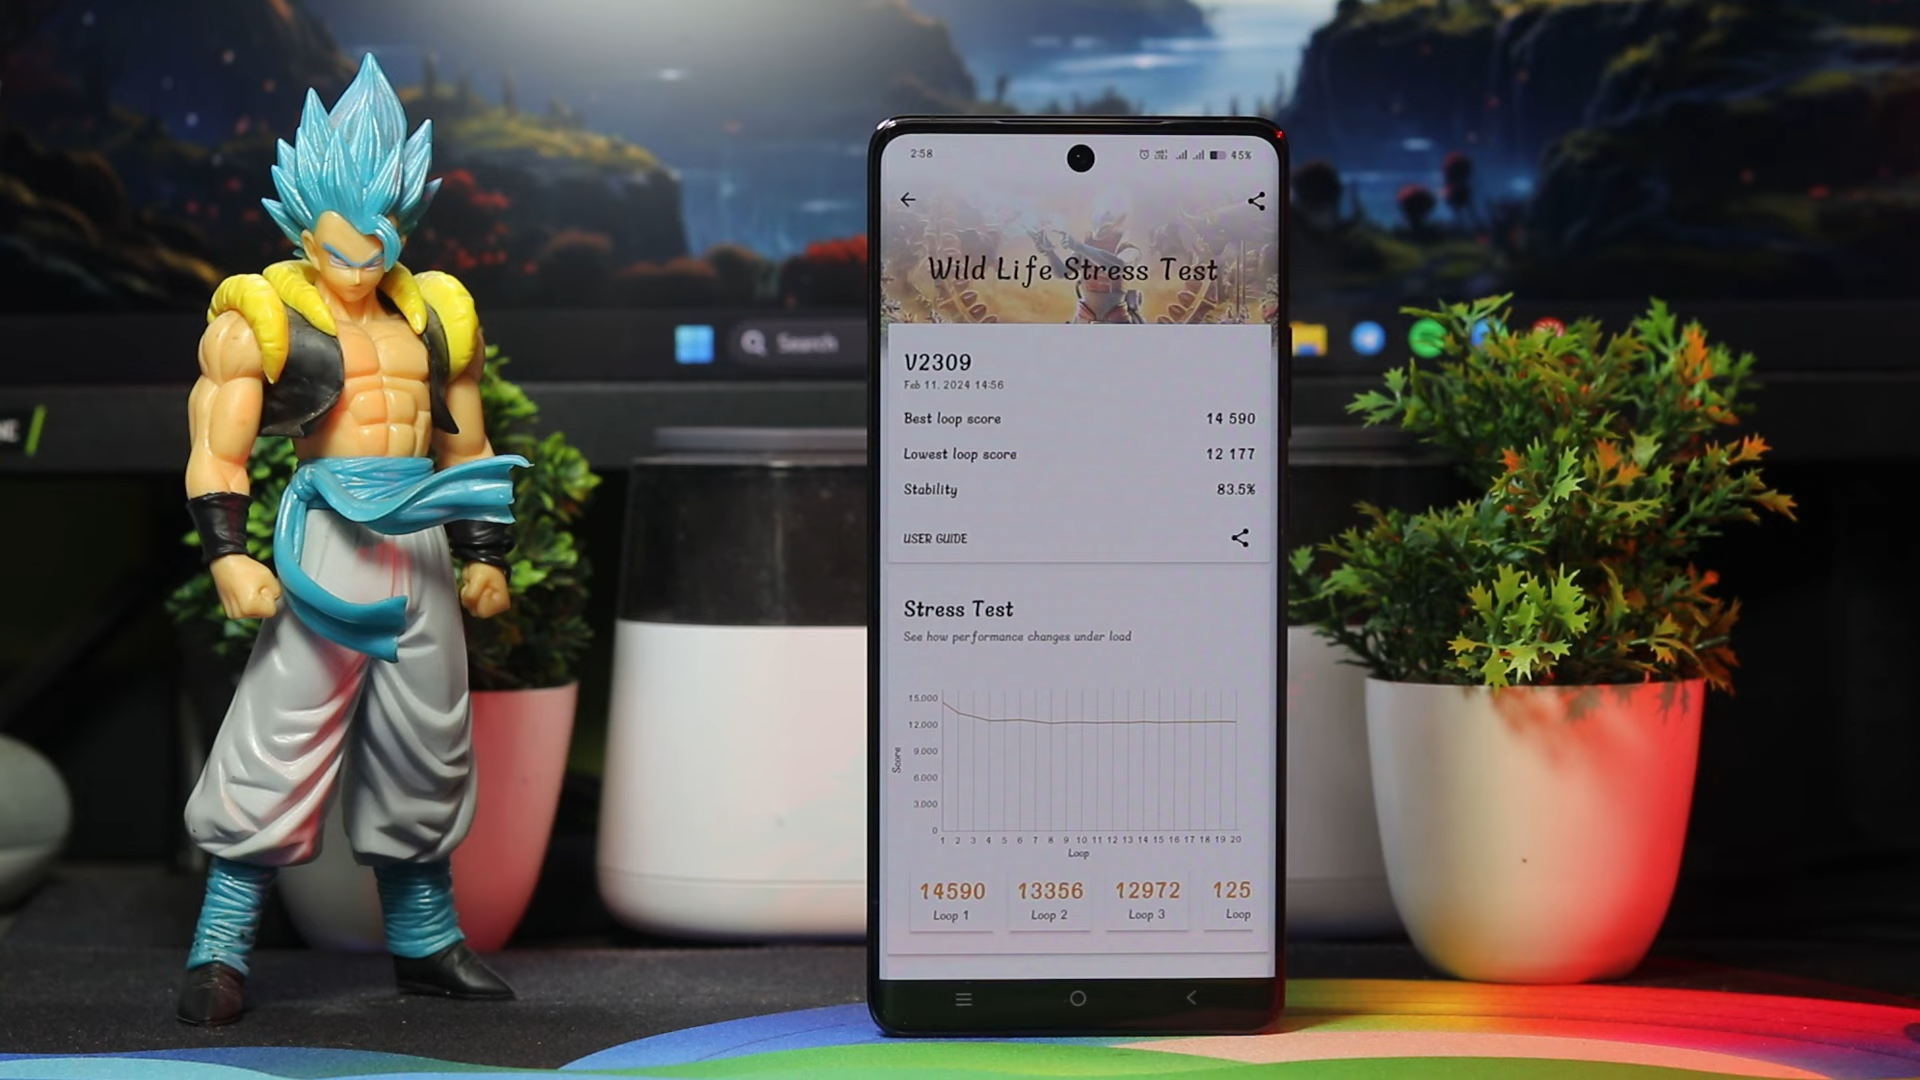 2:58
45%
Wild Life Stress Test
Search
V2309
Feb 11, 2024 14:56
Best loop score 14 590
Lowest loop score 12 177
Stability 83.5%
USER GUIDE
Stress Test
See how performance changes under load
15,000
12,000
9,000
6,000
3,000
0
Score
1 2 3 4 5 6 7 8 9 10 11 12 13 14 15 16 17 18 19 20
Loop
14590 13356 12972 125
Loop 1 Loop 2 Loop 3 Loop